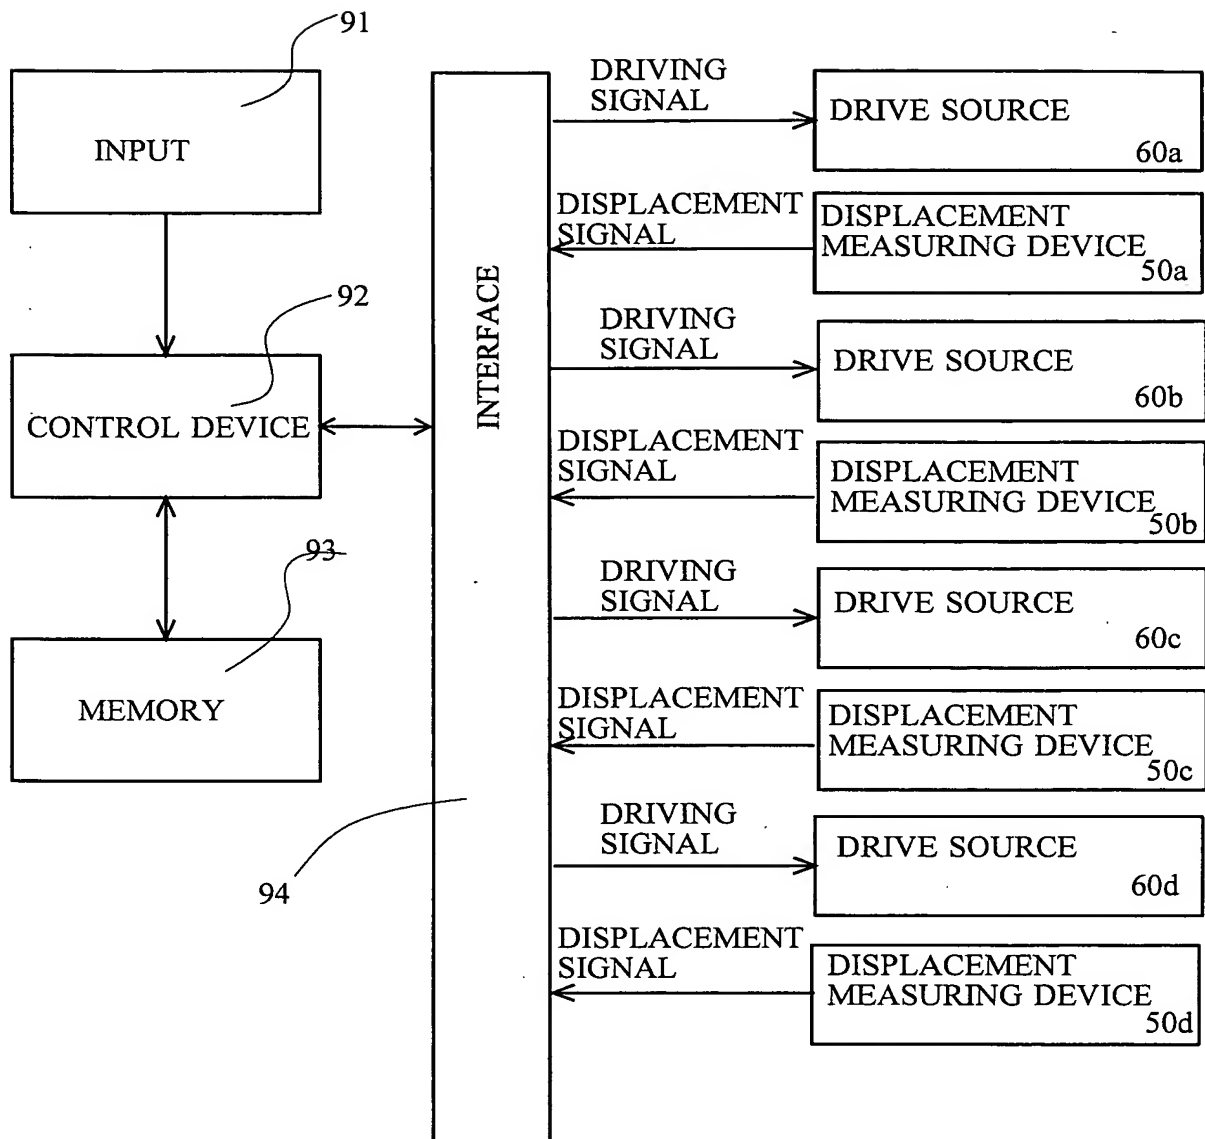 91
INPUT
92
CONTROL DEVICE
93
MEMORY
94
INTERFACE
DRIVING
SIGNAL
DRIVE SOURCE
60a
DISPLACEMENT
SIGNAL
DISPLACEMENT
MEASURING DEVICE
50a
DRIVING
SIGNAL
DRIVE SOURCE
60b
DISPLACEMENT
SIGNAL
DISPLACEMENT
MEASURING DEVICE
50b
DRIVING
SIGNAL
DRIVE SOURCE
60c
DISPLACEMENT
SIGNAL
DISPLACEMENT
MEASURING DEVICE
50c
DRIVING
SIGNAL
DRIVE SOURCE
60d
DISPLACEMENT
SIGNAL
DISPLACEMENT
MEASURING DEVICE
50d